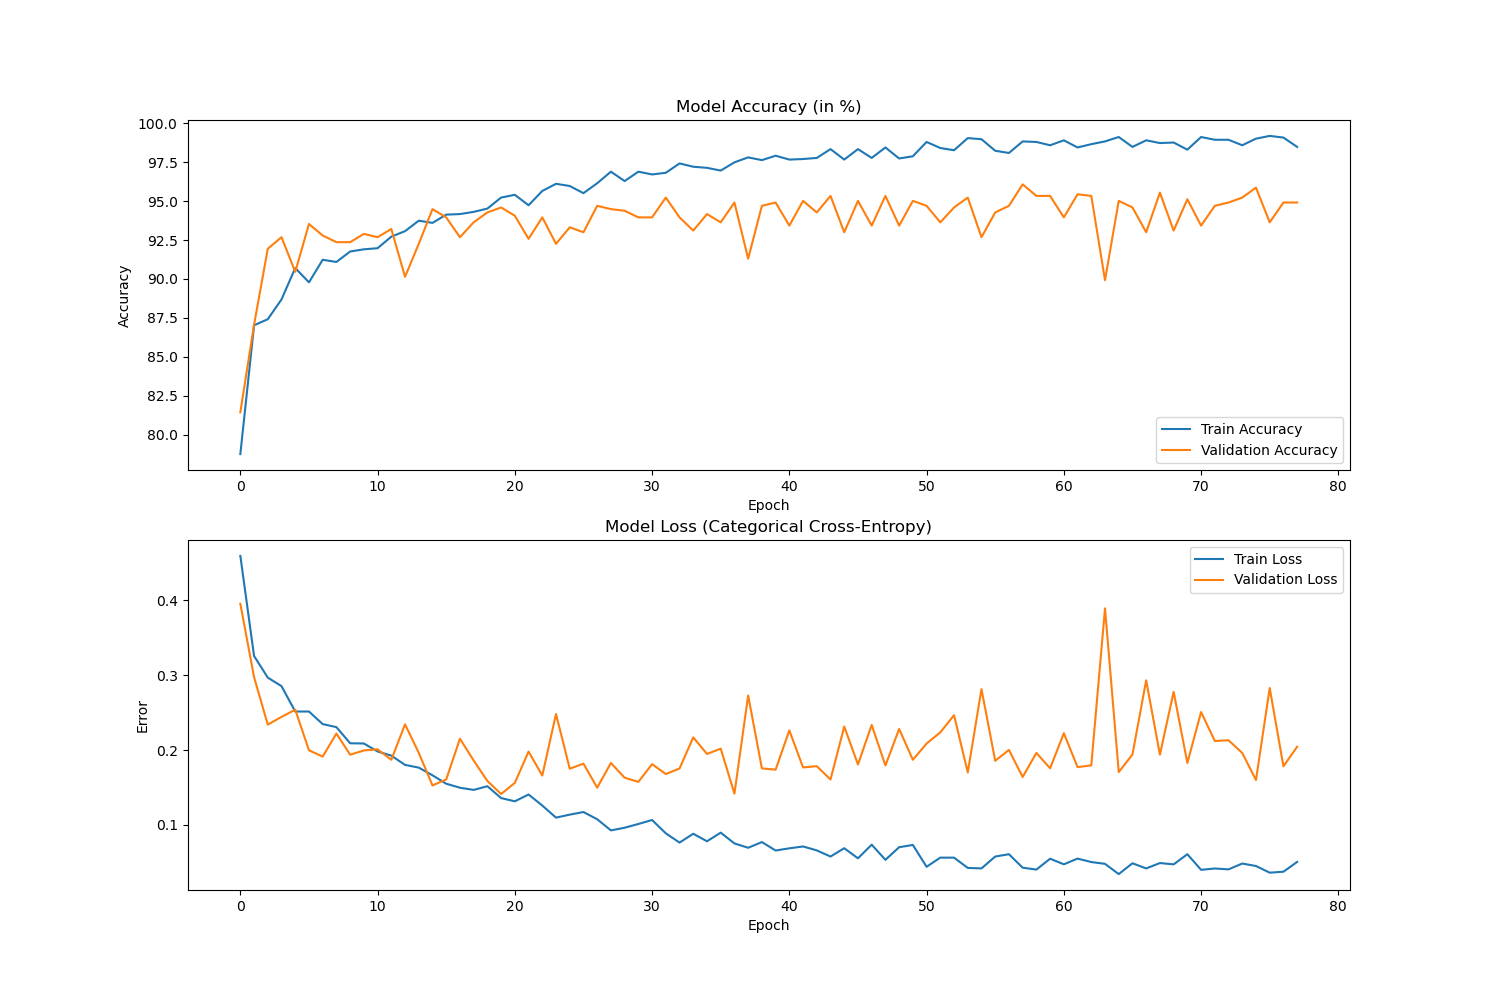 Model Accuracy (in %)
100.0
97.5
95.0
92.5
90.0
87.5
85.0
82.5
80.0
Accuracy
Train Accuracy
Validation Accuracy
0 10 20 30 40 50 60 70 80
Epoch
Model Loss (Categorical Cross-Entropy)
Train Loss
Validation Loss
0.4
0.3
0.2
0.1
Error
0 10 20 30 40 50 60 70 80
Epoch